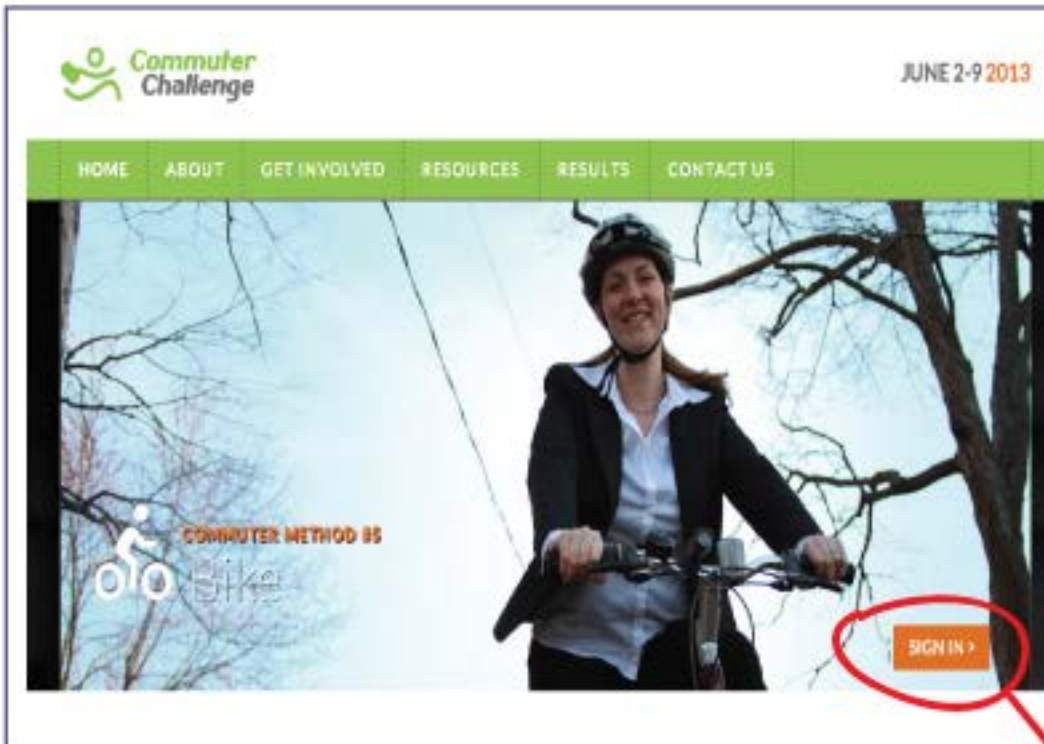 Commuter
Challenge
JUNE 2-9 2013
HOME ABOUT GET INVOLVED RESOURCES RESULTS CONTACT US
COMMUTER METHOD #5
Bike
SIGN IN >